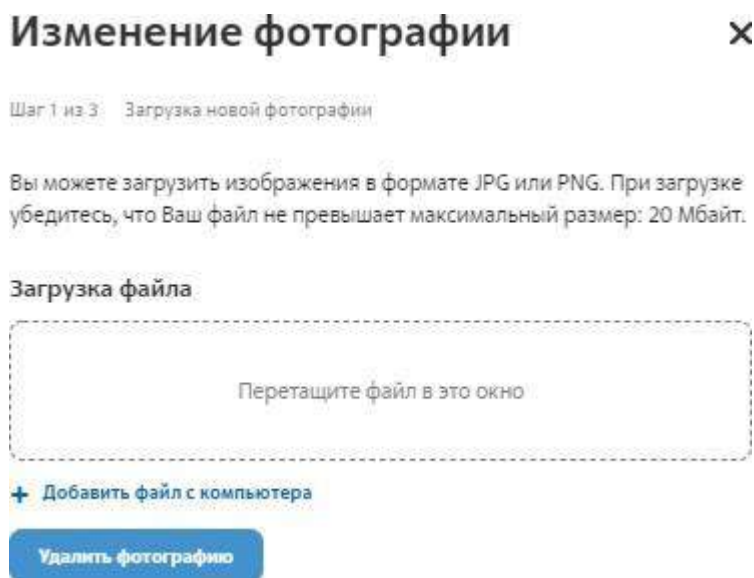 Изменение фотографии
Шаг 1 из 3 Загрузка новой фотографии
Вы можете загрузить изображения в формате JPG или PNG. При загрузке
убедитесь, что Ваш файл не превышает максимальный размер: 20 Мбайт.
Загрузка файла
Перетащите файл в это окно
+ Добавить файл с компьютера
Удалить фотографию